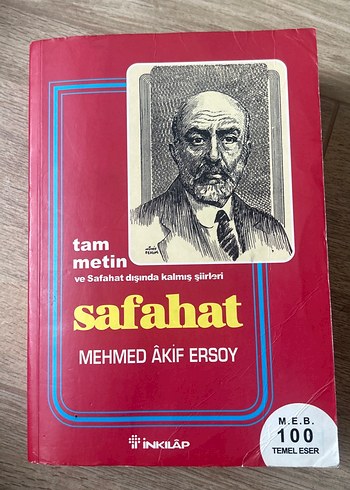 tam
metin
ve Safahat dışında kalmış şiirleri
safahat
MEHMED ÂKİF ERSOY
İNKILÂP
M.E.B.
100
TEMEL ESER